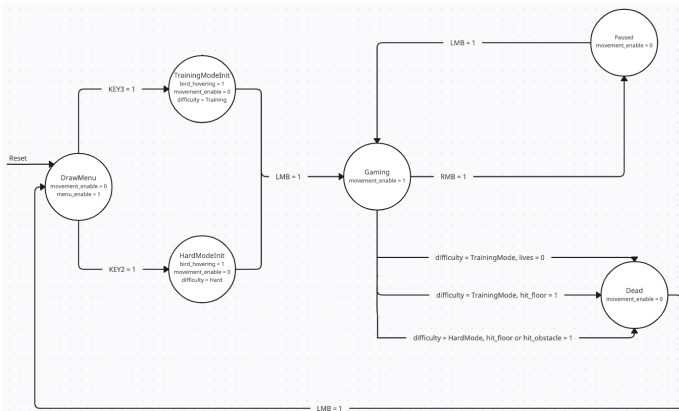 Paused
movement_enable = 0
LMB = 1
TrainingModeInit
bird_hovering = 1
movement_enable = 0
difficulty = Training
KEY3 = 1
Reset
DrawMenu
movement_enable = 0
menu_enable = 1
LMB = 1
Gaming
movement_enable = 1
RMB = 1
HardModeInit
bird_hovering = 1
movement_enable = 0
difficulty = Hard
KEY2 = 1
difficulty = TrainingMode, lives = 0
difficulty = TrainingMode, hit_floor = 1
Dead
movement_enable = 0
difficulty = HardMode, hit_floor or hit_obstacle = 1
LMB = 1